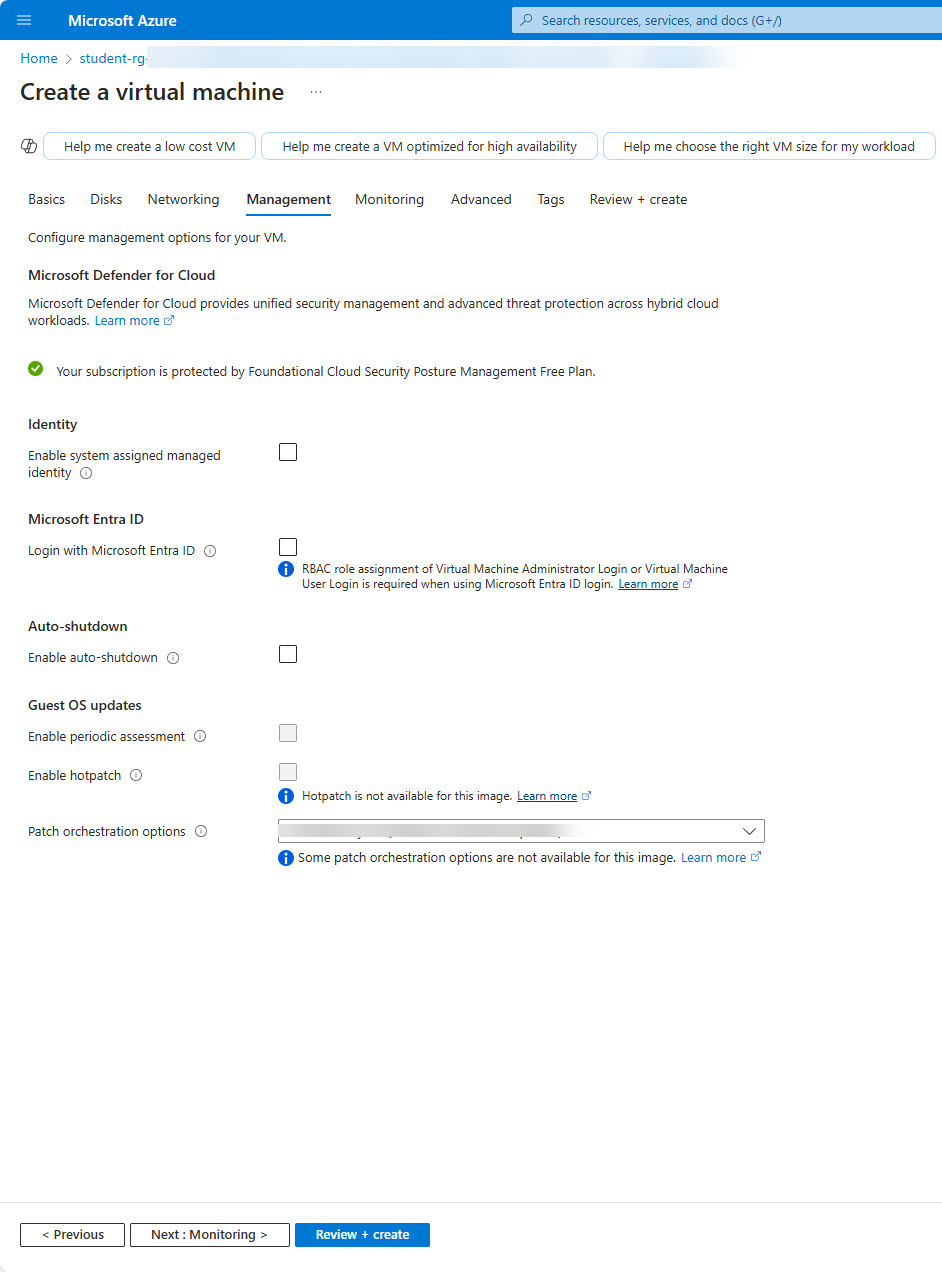 Microsoft Azure
Search resources, services, and docs (G+/)
Home > student-rg-
Create a virtual machine ...
Help me create a low cost VM
Help me create a VM optimized for high availability
Help me choose the right VM size for my workload
Basics Disks Networking Management Monitoring Advanced Tags Review + create
Configure management options for your VM.
Microsoft Defender for Cloud
Microsoft Defender for Cloud provides unified security management and advanced threat protection across hybrid cloud
workloads. Learn more
Your subscription is protected by Foundational Cloud Security Posture Management Free Plan.
Identity
Enable system assigned managed
identity
Microsoft Entra ID
Login with Microsoft Entra ID
RBAC role assignment of Virtual Machine Administrator Login or Virtual Machine
User Login is required when using Microsoft Entra ID login. Learn more
Auto-shutdown
Enable auto-shutdown
Guest OS updates
Enable periodic assessment
Enable hotpatch
Hotpatch is not available for this image. Learn more
Patch orchestration options
Some patch orchestration options are not available for this image. Learn more
< Previous
Next : Monitoring >
Review + create